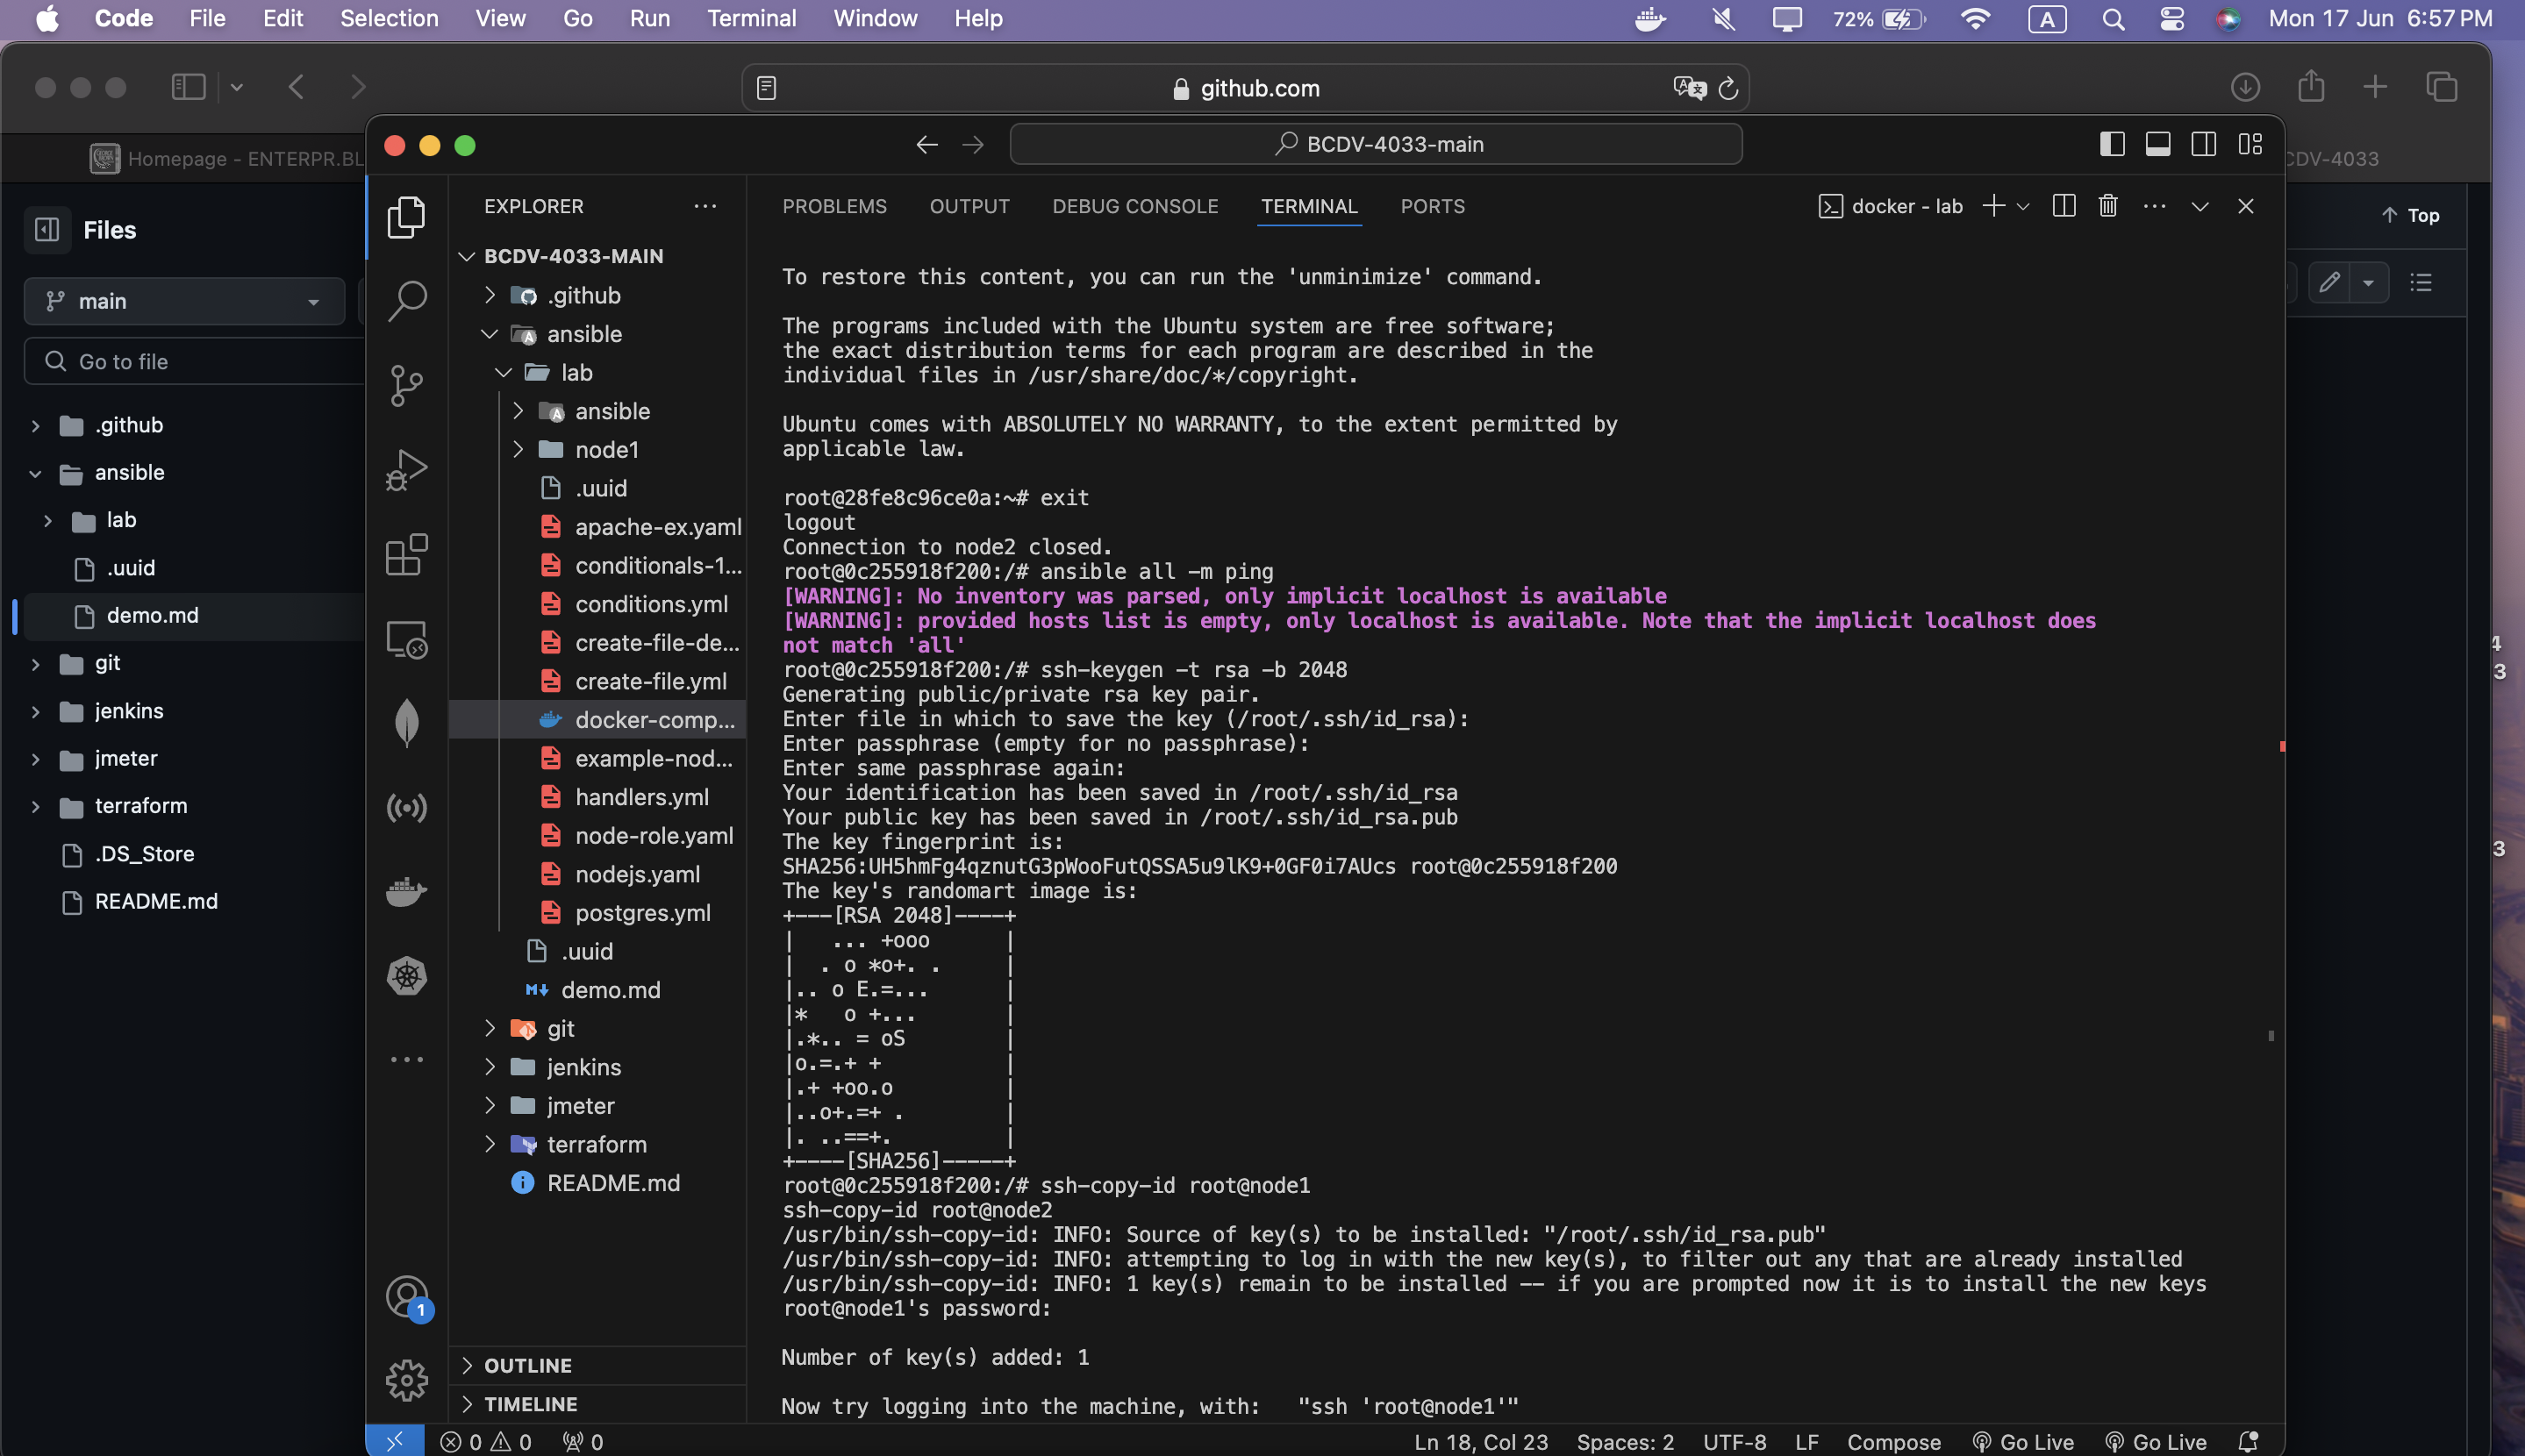 Code File Edit Selection View Go Run Terminal Window Help
72% A Mon 17 Jun 6:57 PM
github.com
Homepage - ENTERPR.BL
CDV-4033
BCDV-4033-main
Files
main
Go to file
.github
ansible
lab
.uuid
demo.md
git
jenkins
jmeter
terraform
.DS_Store
README.md
Top
EXPLORER
BCDV-4033-MAIN
.github
ansible
lab
ansible
node1
.uuid
apache-ex.yaml
conditionals-1...
conditions.yml
create-file-de...
create-file.yml
docker-comp...
example-nod...
handlers.yml
node-role.yaml
nodejs.yaml
postgres.yml
.uuid
demo.md
git
jenkins
jmeter
terraform
README.md
OUTLINE
TIMELINE
1
PROBLEMS OUTPUT DEBUG CONSOLE TERMINAL PORTS
docker - lab
To restore this content, you can run the 'unminimize' command.
The programs included with the Ubuntu system are free software;
the exact distribution terms for each program are described in the
individual files in /usr/share/doc/*/copyright.
Ubuntu comes with ABSOLUTELY NO WARRANTY, to the extent permitted by
applicable law.
root@28fe8c96ce0a:~# exit
logout
Connection to node2 closed.
root@0c255918f200:/# ansible all -m ping
[WARNING]: No inventory was parsed, only implicit localhost is available
[WARNING]: provided hosts list is empty, only localhost is available. Note that the implicit localhost does
not match 'all'
root@0c255918f200:/# ssh-keygen -t rsa -b 2048
Generating public/private rsa key pair.
Enter file in which to save the key (/root/.ssh/id_rsa):
Enter passphrase (empty for no passphrase):
Enter same passphrase again:
Your identification has been saved in /root/.ssh/id_rsa
Your public key has been saved in /root/.ssh/id_rsa.pub
The key fingerprint is:
SHA256:UH5hmFg4qznutG3pWooFutQSSA5u9lK9+0GF0i7AUcs root@0c255918f200
The key's randomart image is:
+---[RSA 2048]----+
|   ... +ooo      |
|  . o *o+. .     |
|.. o E.=...      |
|*   o +...       |
|.*.. = oS        |
|o.=.+ +          |
|.+ +oo.o         |
|..o+.=+ .        |
|. ..==+.         |
+----[SHA256]-----+
root@0c255918f200:/# ssh-copy-id root@node1
ssh-copy-id root@node2
/usr/bin/ssh-copy-id: INFO: Source of key(s) to be installed: "/root/.ssh/id_rsa.pub"
/usr/bin/ssh-copy-id: INFO: attempting to log in with the new key(s), to filter out any that are already installed
/usr/bin/ssh-copy-id: INFO: 1 key(s) remain to be installed -- if you are prompted now it is to install the new keys
root@node1's password:
Number of key(s) added: 1
Now try logging into the machine, with:   "ssh 'root@node1'"
4
3
3
0 0 0 Ln 18, Col 23 Spaces: 2 UTF-8 LF Compose Go Live Go Live